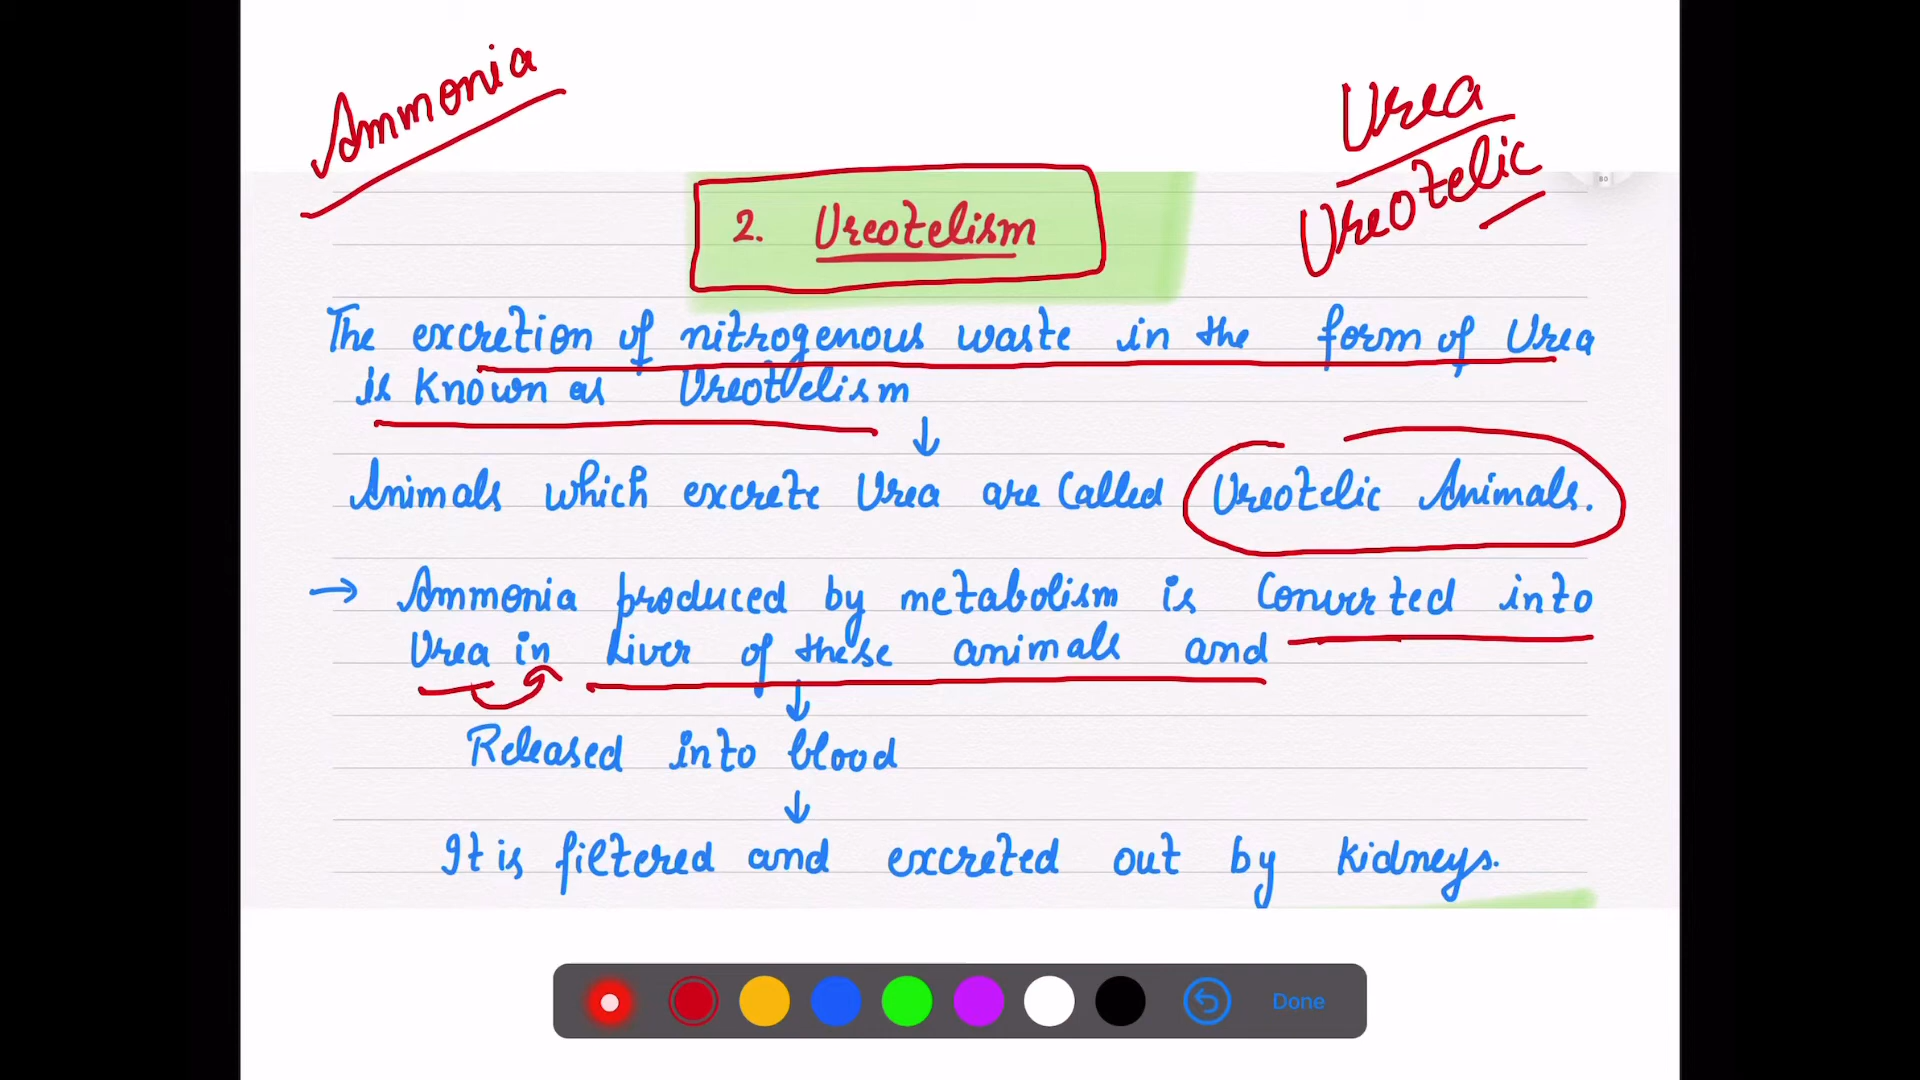 Ammonia
Urea
Ureotelic
2. Ureotelism
The excretion of nitrogenous waste in the form of Urea
is known as Ureotelism
↓
Animals which excrete Urea are Called Ureotelic Animals.
→ Ammonia produced by metabolism is Converted into
Urea in Liver of these animals and
↓
Released into blood
↓
It is filtered and excreted out by kidneys.
Done